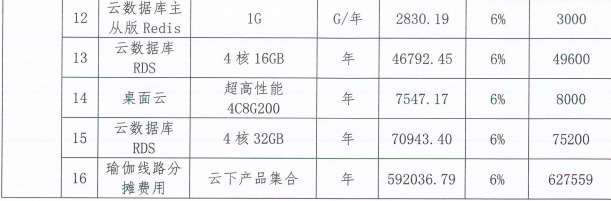 12 云数据库主从版 Redis 1G G/年 2830.19 6% 3000
13 云数据库 RDS 4 核 16GB 年 46792.45 6% 49600
14 桌面云 超高性能 4C8G200 年 7547.17 6% 8000
15 云数据库 RDS 4 核 32GB 年 70943.40 6% 75200
16 瑜伽线路分摊费用 云下产品集合 年 592036.79 6% 627559